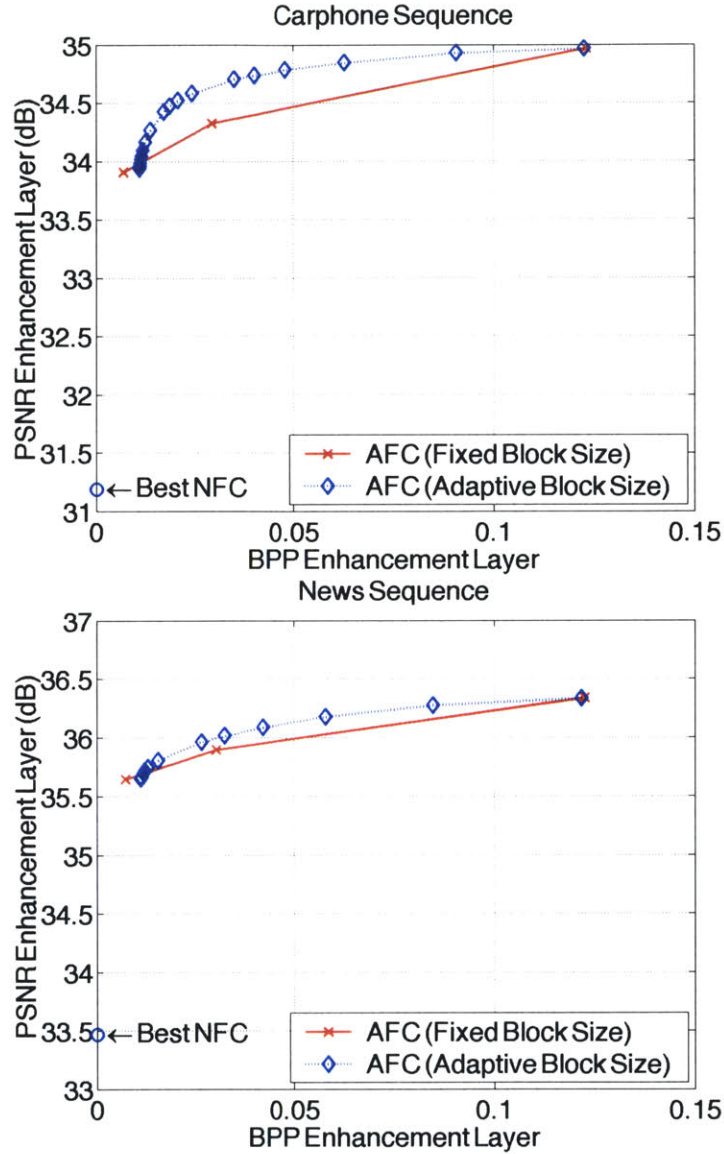 Carphone Sequence
PSNR Enhancement Layer (dB)
35
34.5
34
33.5
33
32.5
32
31.5
31
← Best NFC
AFC (Fixed Block Size)
AFC (Adaptive Block Size)
0
0.05
0.1
0.15
BPP Enhancement Layer
News Sequence
PSNR Enhancement Layer (dB)
37
36.5
36
35.5
35
34.5
34
33.5
33
← Best NFC
AFC (Fixed Block Size)
AFC (Adaptive Block Size)
0
0.05
0.1
0.15
BPP Enhancement Layer